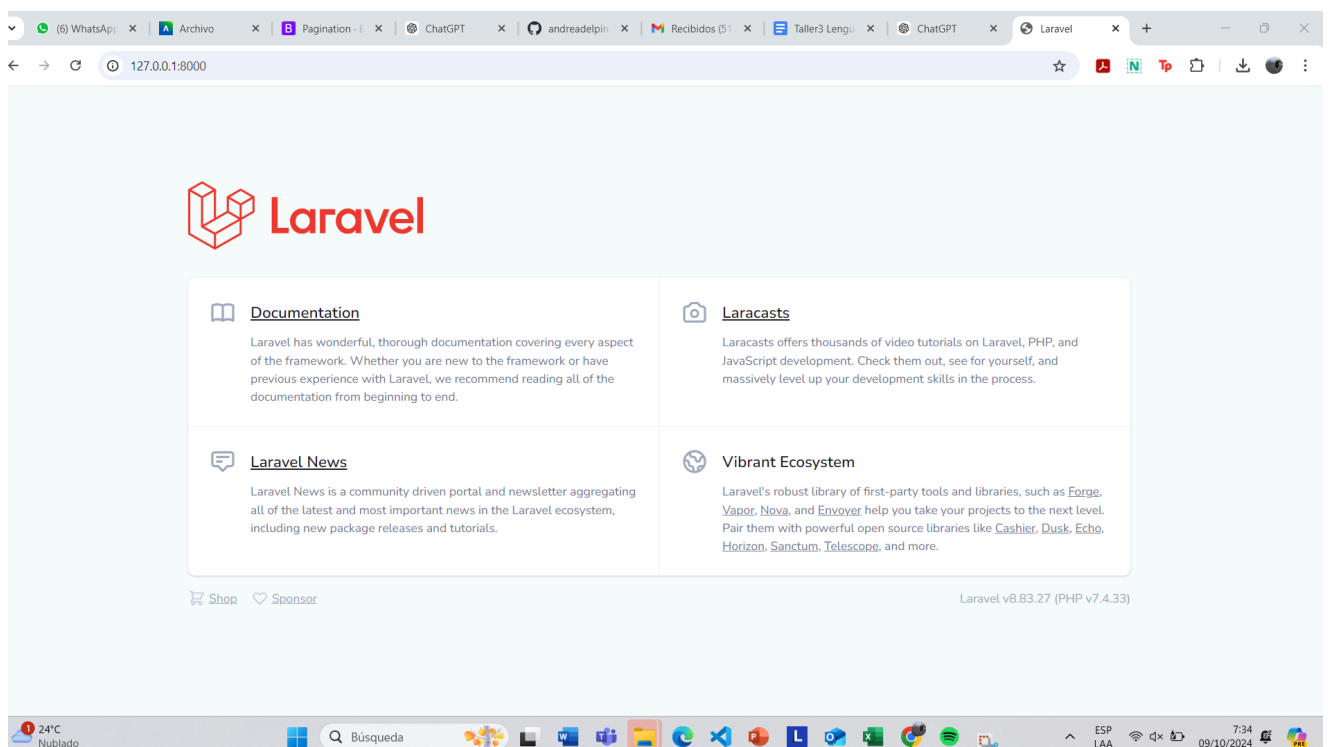 (6) WhatsApp
Archivo
Pagination - B
ChatGPT
andreadelpin
Recibidos (51
Taller3 Lengu
ChatGPT
Laravel
127.0.0.1:8000
Laravel
Documentation
Laravel has wonderful, thorough documentation covering every aspect
of the framework. Whether you are new to the framework or have
previous experience with Laravel, we recommend reading all of the
documentation from beginning to end.
Laracasts
Laracasts offers thousands of video tutorials on Laravel, PHP, and
JavaScript development. Check them out, see for yourself, and
massively level up your development skills in the process.
Laravel News
Laravel News is a community driven portal and newsletter aggregating
all of the latest and most important news in the Laravel ecosystem,
including new package releases and tutorials.
Vibrant Ecosystem
Laravel's robust library of first-party tools and libraries, such as Forge,
Vapor, Nova, and Envoyer help you take your projects to the next level.
Pair them with powerful open source libraries like Cashier, Dusk, Echo,
Horizon, Sanctum, Telescope, and more.
Shop
Sponsor
Laravel v8.83.27 (PHP v7.4.33)
1
24°C
Nublado
Búsqueda
ESP
LAA
7:34
09/10/2024
PRE